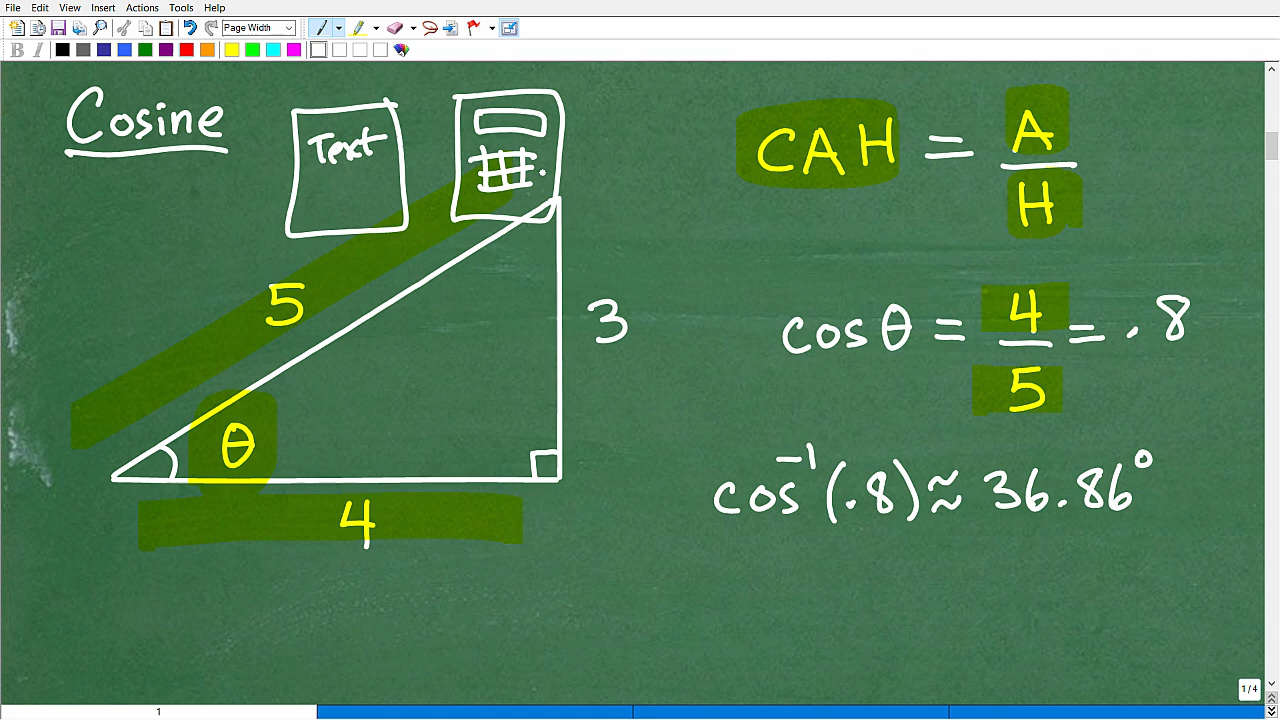 File Edit View Insert Actions Tools Help
Page Width
B I
Cosine
Text
CAH = A/H
5
3
θ
4
cosθ = 4/5 = .8
cos⁻¹(.8) ≈ 36.86°
1/4
1